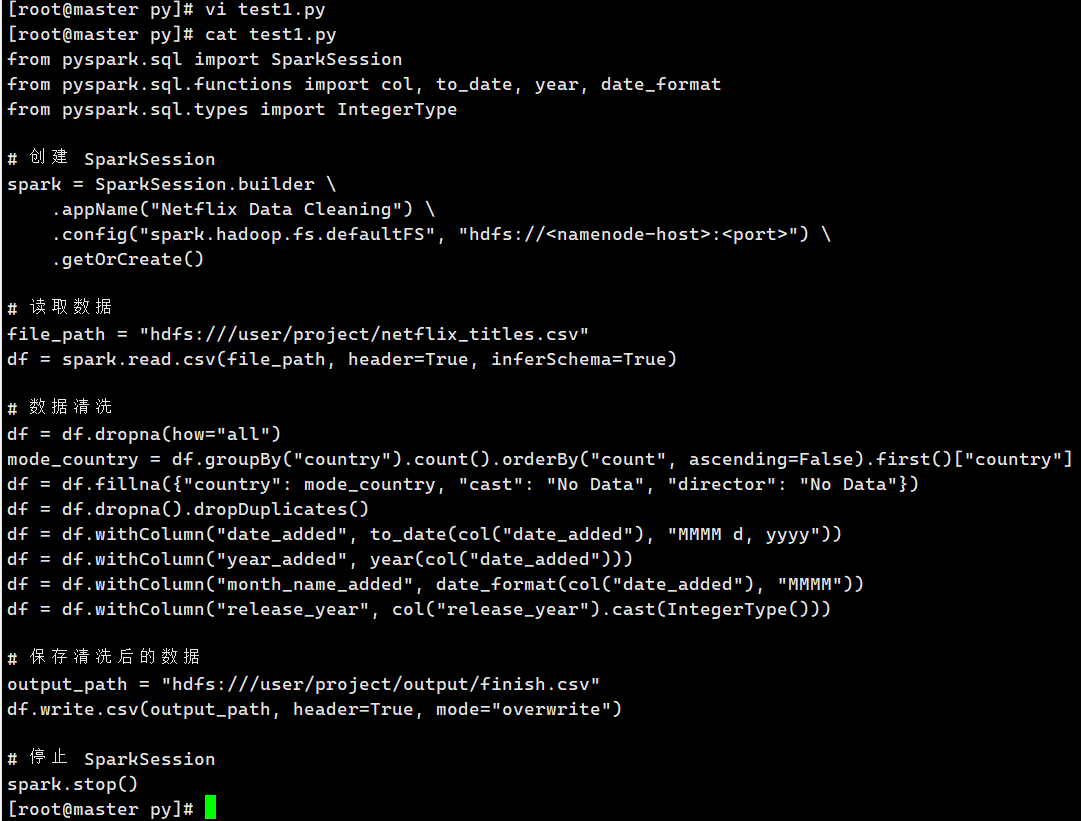 [root@master py]# vi test1.py
[root@master py]# cat test1.py
from pyspark.sql import SparkSession
from pyspark.sql.functions import col, to_date, year, date_format
from pyspark.sql.types import IntegerType

# 创建 SparkSession
spark = SparkSession.builder \
    .appName("Netflix Data Cleaning") \
    .config("spark.hadoop.fs.defaultFS", "hdfs://<namenode-host>:<port>") \
    .getOrCreate()

# 读取数据
file_path = "hdfs:///user/project/netflix_titles.csv"
df = spark.read.csv(file_path, header=True, inferSchema=True)

# 数据清洗
df = df.dropna(how="all")
mode_country = df.groupBy("country").count().orderBy("count", ascending=False).first()["country"]
df = df.fillna({"country": mode_country, "cast": "No Data", "director": "No Data"})
df = df.dropna().dropDuplicates()
df = df.withColumn("date_added", to_date(col("date_added"), "MMMM d, yyyy"))
df = df.withColumn("year_added", year(col("date_added")))
df = df.withColumn("month_name_added", date_format(col("date_added"), "MMMM"))
df = df.withColumn("release_year", col("release_year").cast(IntegerType()))

# 保存清洗后的数据
output_path = "hdfs:///user/project/output/finish.csv"
df.write.csv(output_path, header=True, mode="overwrite")

# 停止 SparkSession
spark.stop()
[root@master py]#